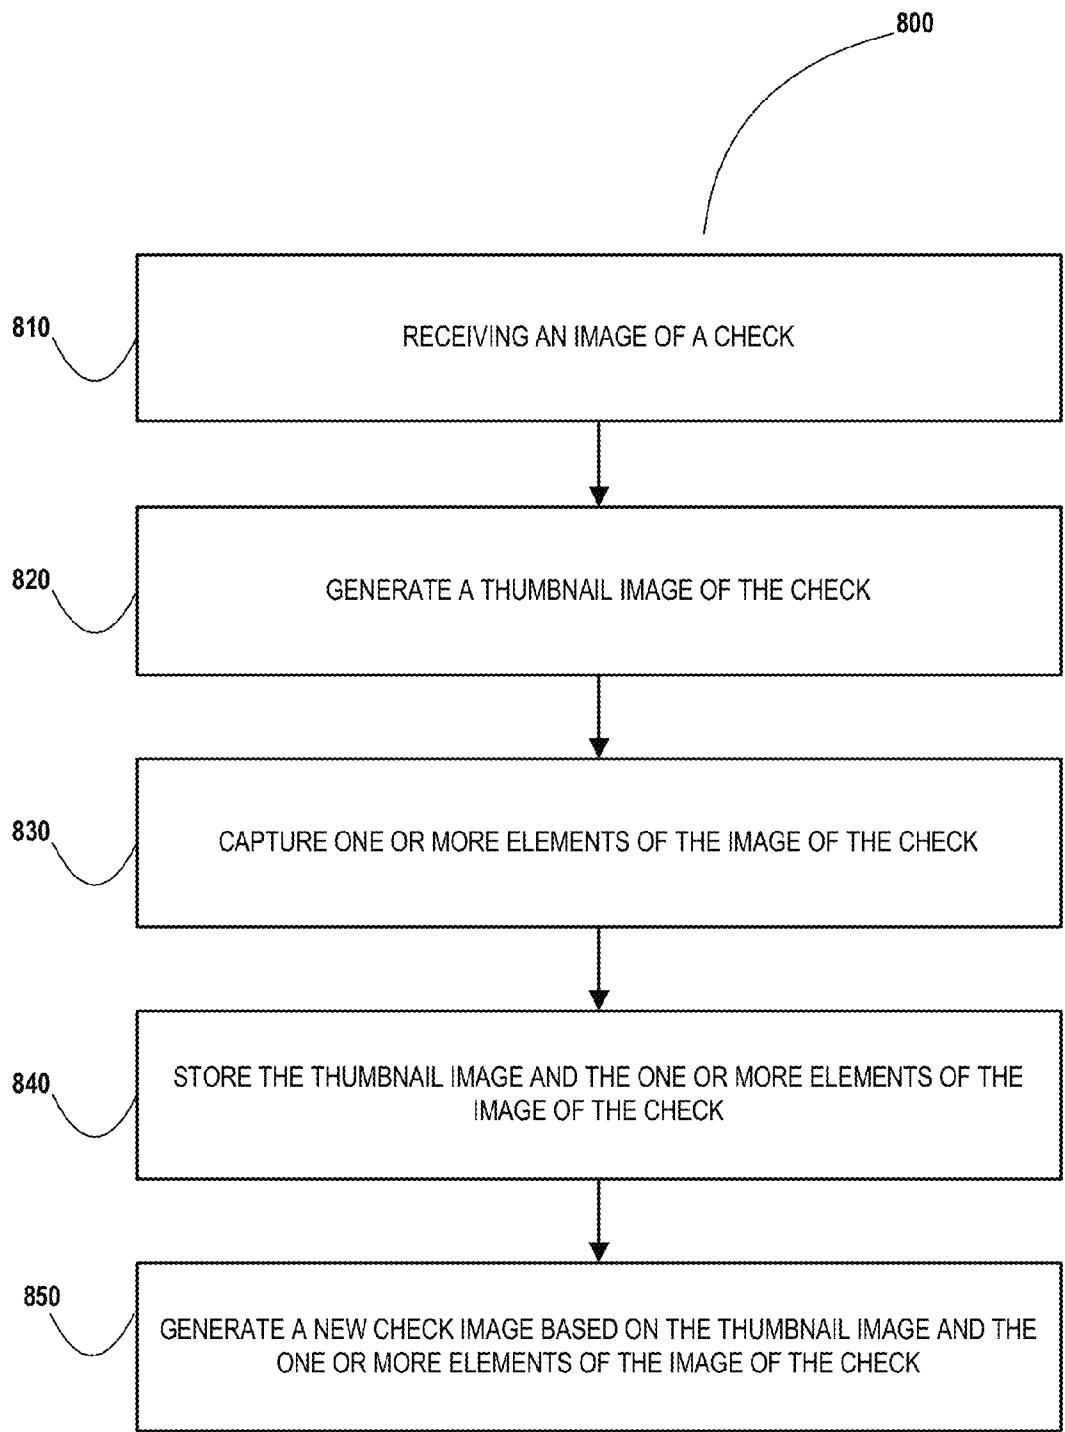 800
810
RECEIVING AN IMAGE OF A CHECK
820
GENERATE A THUMBNAIL IMAGE OF THE CHECK
830
CAPTURE ONE OR MORE ELEMENTS OF THE IMAGE OF THE CHECK
840
STORE THE THUMBNAIL IMAGE AND THE ONE OR MORE ELEMENTS OF THE
IMAGE OF THE CHECK
850
GENERATE A NEW CHECK IMAGE BASED ON THE THUMBNAIL IMAGE AND THE
ONE OR MORE ELEMENTS OF THE IMAGE OF THE CHECK